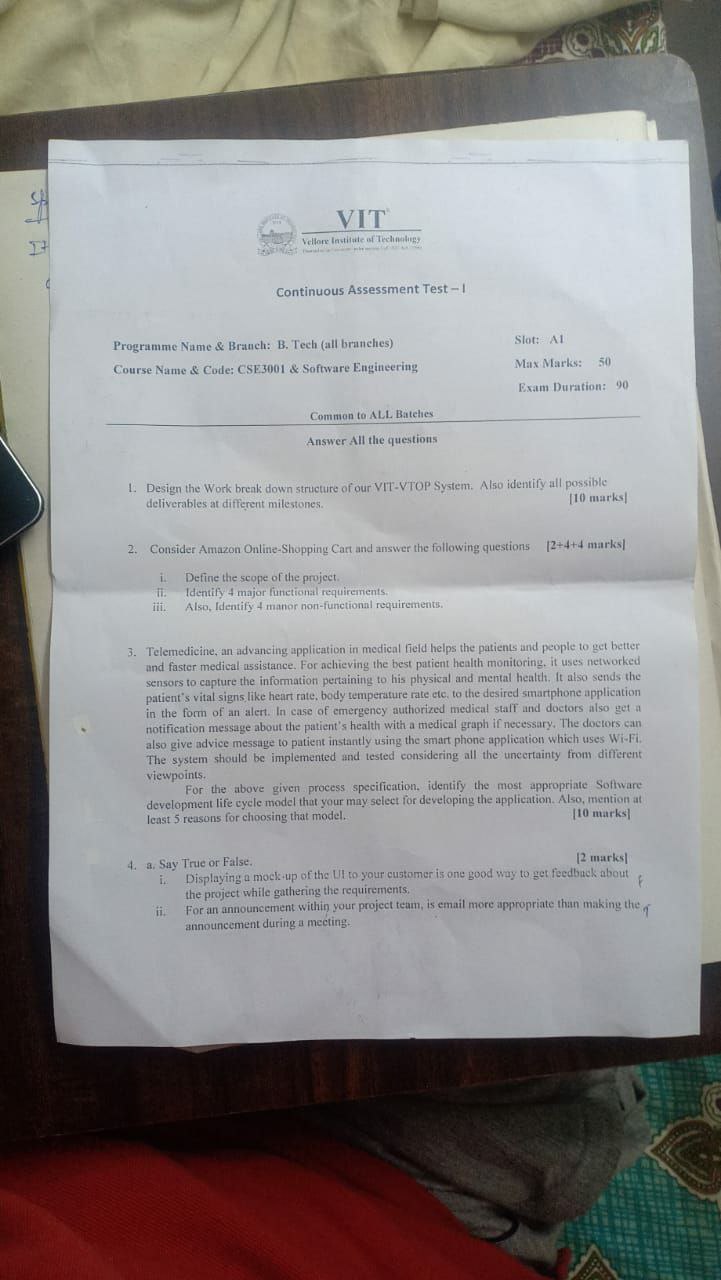 VIT
Vellore Institute of Technology
Continuous Assessment Test – I
Programme Name & Branch: B. Tech (all branches)
Slot: A1
Course Name & Code: CSE3001 & Software Engineering
Max Marks: 50
Exam Duration: 90
Common to ALL Batches
Answer All the questions
1. Design the Work break down structure of our VIT-VTOP System. Also identify all possible
deliverables at different milestones. [10 marks]
2. Consider Amazon Online-Shopping Cart and answer the following questions [2+4+4 marks]
i. Define the scope of the project.
ii. Identify 4 major functional requirements.
iii. Also, Identify 4 manor non-functional requirements.
3. Telemedicine, an advancing application in medical field helps the patients and people to get better
and faster medical assistance. For achieving the best patient health monitoring, it uses networked
sensors to capture the information pertaining to his physical and mental health. It also sends the
patient's vital signs like heart rate, body temperature rate etc. to the desired smartphone application
in the form of an alert. In case of emergency authorized medical staff and doctors also get a
notification message about the patient's health with a medical graph if necessary. The doctors can
also give advice message to patient instantly using the smart phone application which uses Wi-Fi.
The system should be implemented and tested considering all the uncertainty from different
viewpoints.
For the above given process specification, identify the most appropriate Software
development life cycle model that your may select for developing the application. Also, mention at
least 5 reasons for choosing that model. [10 marks]
4. a. Say True or False. [2 marks]
i. Displaying a mock-up of the UI to your customer is one good way to get feedback about
the project while gathering the requirements.
ii. For an announcement within your project team, is email more appropriate than making the
announcement during a meeting.